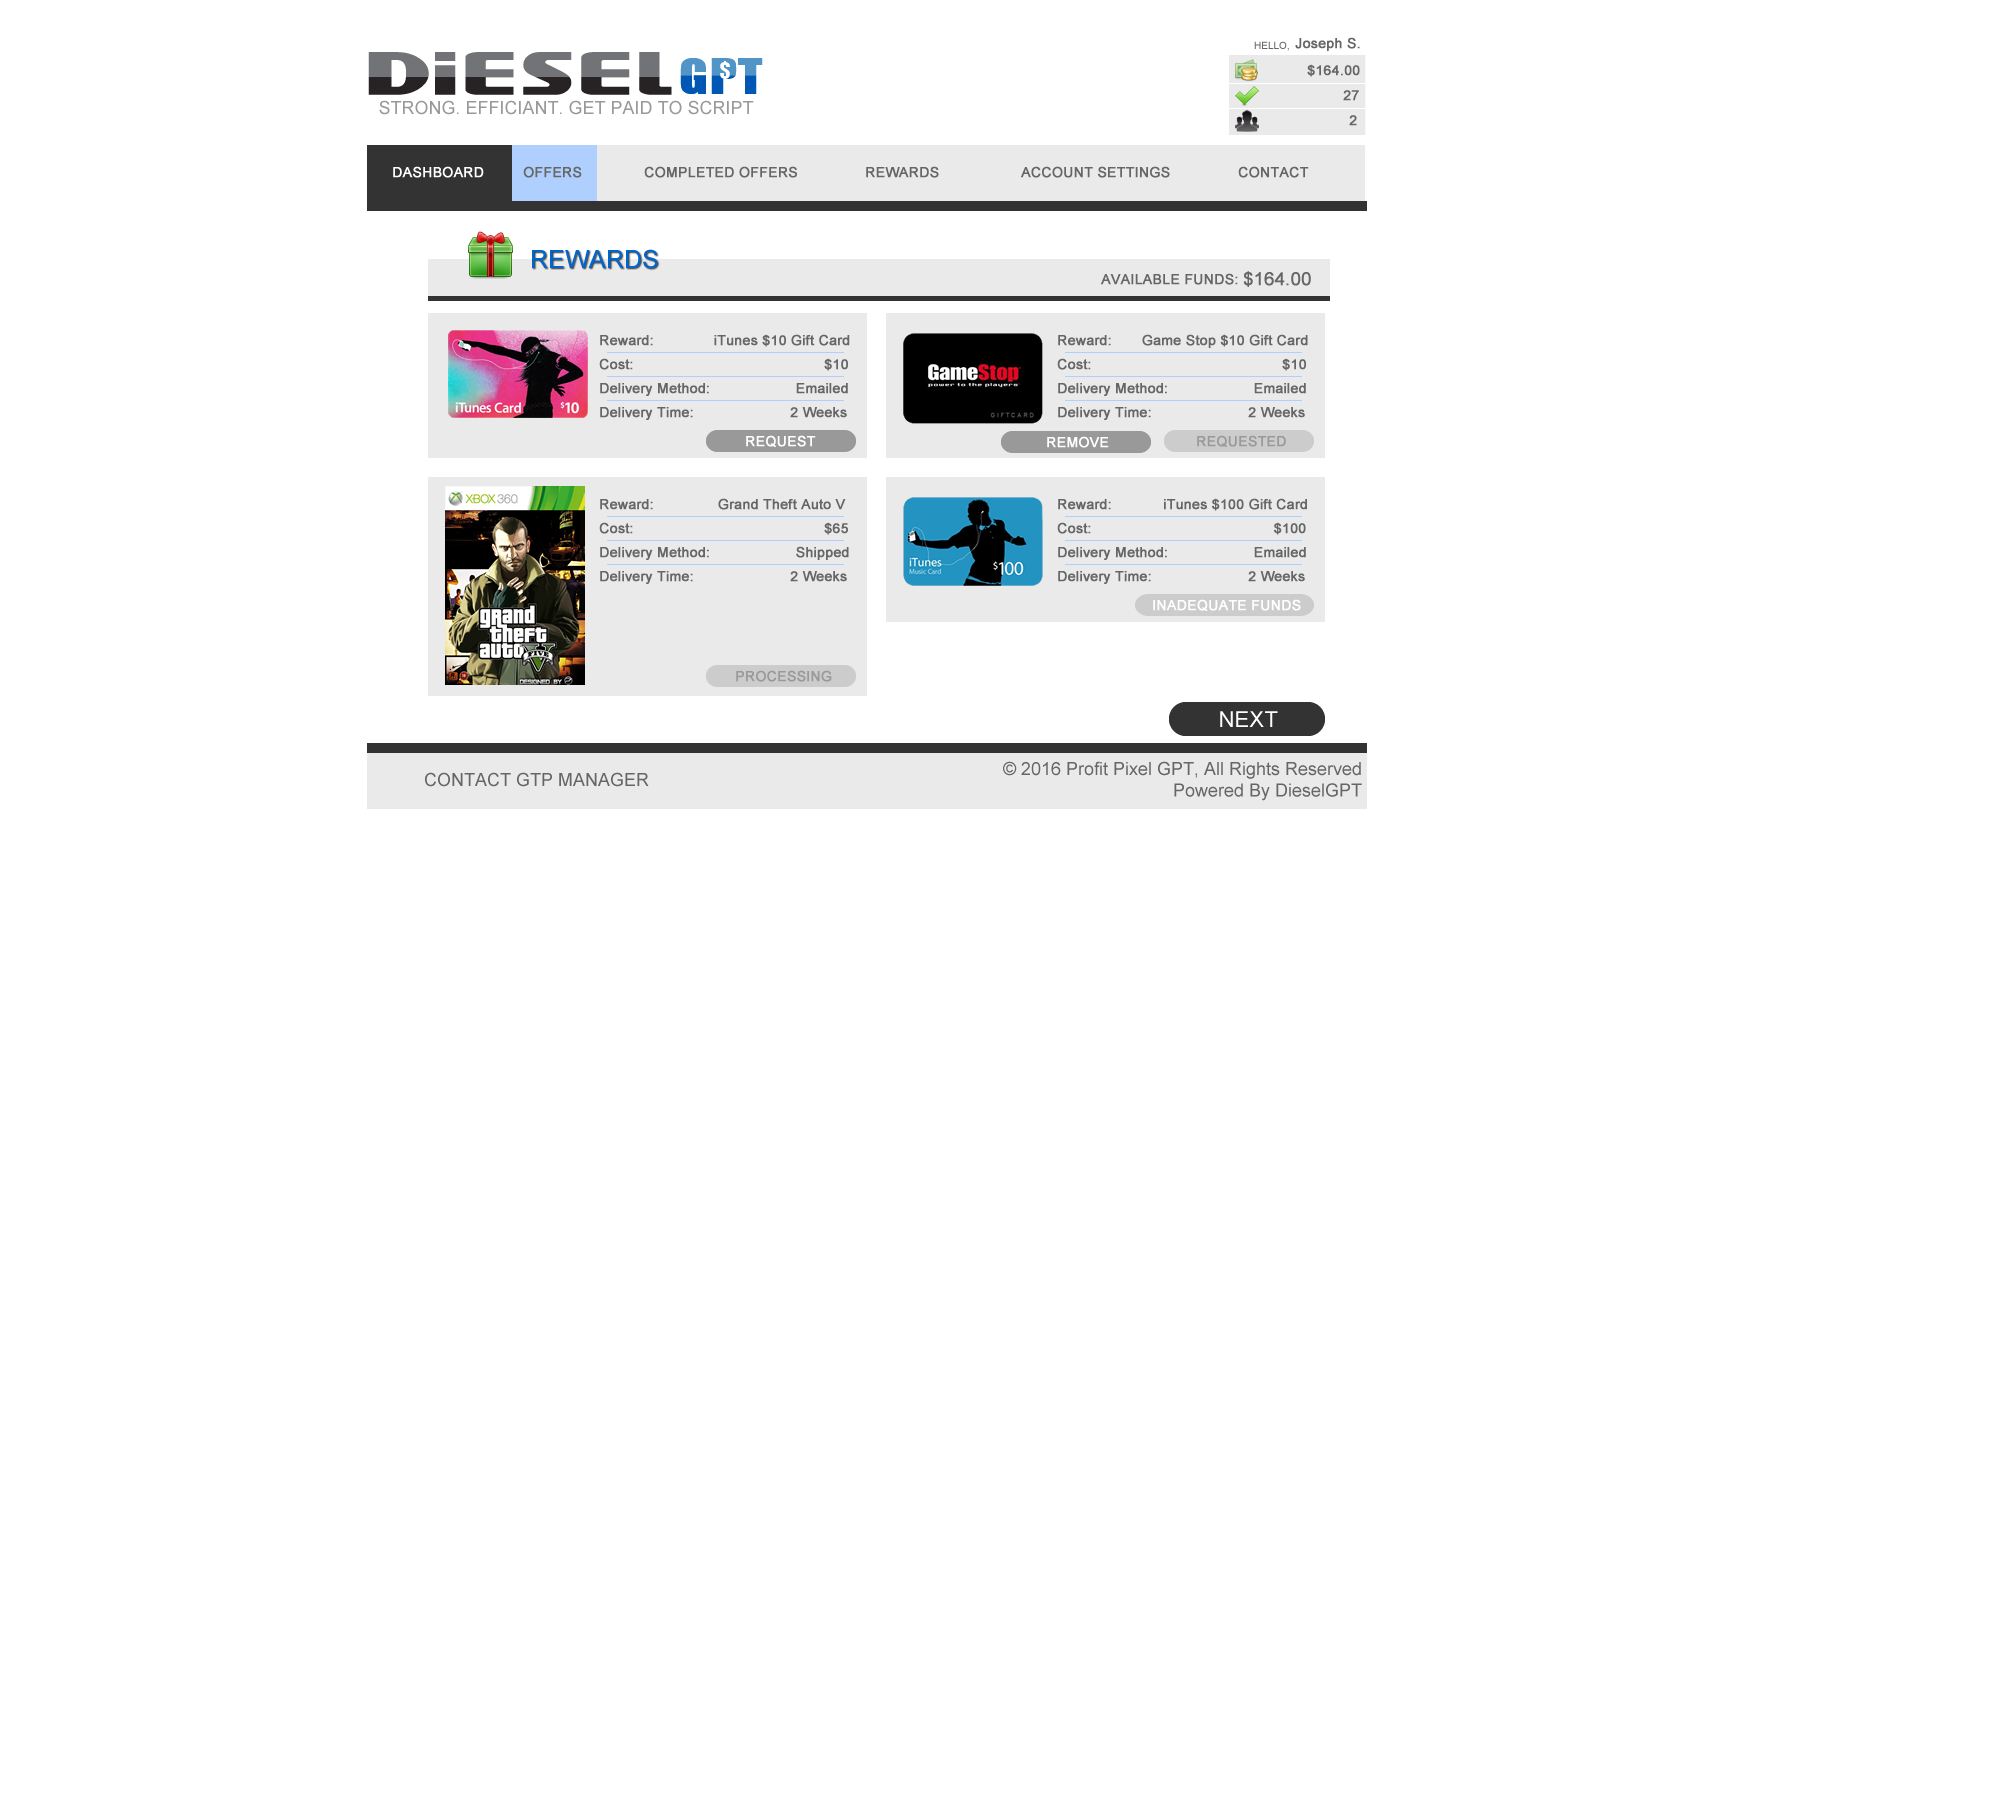 DiESEL GPT
STRONG. EFFICIANT. GET PAID TO SCRIPT
HELLO, Joseph S.
$164.00
27
2
DASHBOARD OFFERS COMPLETED OFFERS REWARDS ACCOUNT SETTINGS CONTACT
REWARDS
AVAILABLE FUNDS: $164.00
iTunes Card $10
Reward: iTunes $10 Gift Card
Cost: $10
Delivery Method: Emailed
Delivery Time: 2 Weeks
REQUEST
GameStop
power to the players
GIFTCARD
Reward: Game Stop $10 Gift Card
Cost: $10
Delivery Method: Emailed
Delivery Time: 2 Weeks
REMOVE REQUESTED
XBOX 360
grand
theft
auto V
FIVE
DESIGNED BY
Reward: Grand Theft Auto V
Cost: $65
Delivery Method: Shipped
Delivery Time: 2 Weeks
PROCESSING
iTunes
Music Card
$100
Reward: iTunes $100 Gift Card
Cost: $100
Delivery Method: Emailed
Delivery Time: 2 Weeks
INADEQUATE FUNDS
NEXT
CONTACT GTP MANAGER
© 2016 Profit Pixel GPT, All Rights Reserved
Powered By DieselGPT